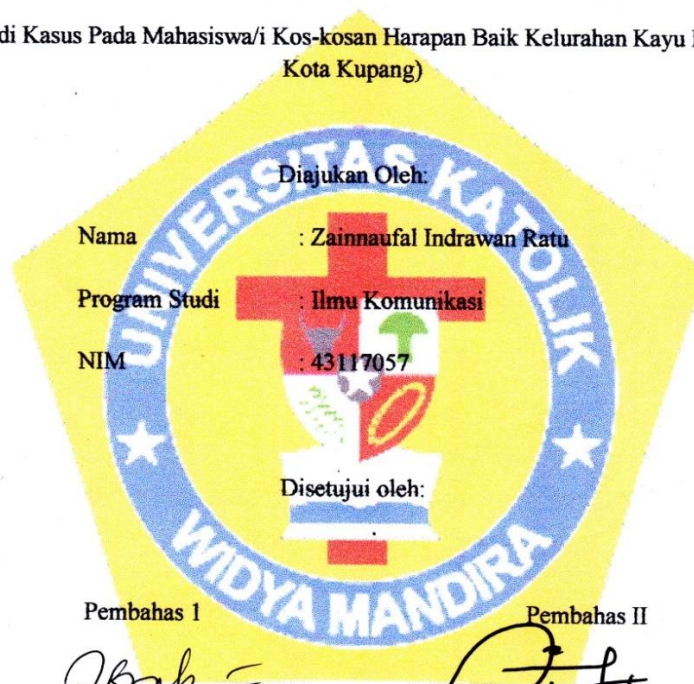 di Kasus Pada Mahasiswa/i Kos-kosan Harapan Baik Kelurahan Kayu
Kota Kupang)
UNIVERSITAS KATOLIK
Diajukan Oleh:
Nama : Zainnaufal Indrawan Ratu
Program Studi : Ilmu Komunikasi
NIM : 43117057
Disetujui oleh:
WIDYA MANDIRA
Pembahas 1 Pembahas II